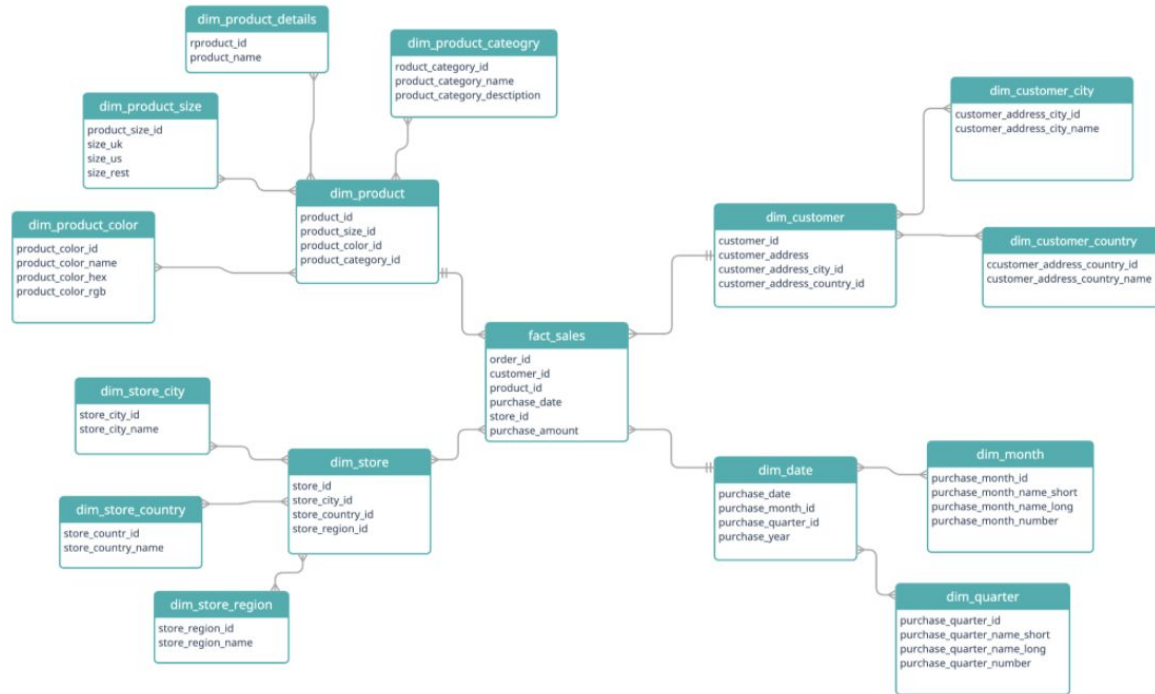 dim_product_details
rproduct_id
product_name
dim_product_cateogry
roduct_category_id
product_category_name
product_category_desctiption
dim_product_size
product_size_id
size_uk
size_us
size_rest
dim_product_color
product_color_id
product_color_name
product_color_hex
product_color_rgb
dim_product
product_id
product_size_id
product_color_id
product_category_id
dim_customer_city
customer_address_city_id
customer_address_city_name
dim_customer
customer_id
customer_address
customer_address_city_id
customer_address_country_id
dim_customer_country
ccustomer_address_country_id
customer_address_country_name
fact_sales
order_id
customer_id
product_id
purchase_date
store_id
purchase_amount
dim_store_city
store_city_id
store_city_name
dim_store
store_id
store_city_id
store_country_id
store_region_id
dim_store_country
store_countr_id
store_country_name
dim_store_region
store_region_id
store_region_name
dim_date
purchase_date
purchase_month_id
purchase_quarter_id
purchase_year
dim_month
purchase_month_id
purchase_month_name_short
purchase_month_name_long
purchase_month_number
dim_quarter
purchase_quarter_id
purchase_quarter_name_short
purchase_quarter_name_long
purchase_quarter_number